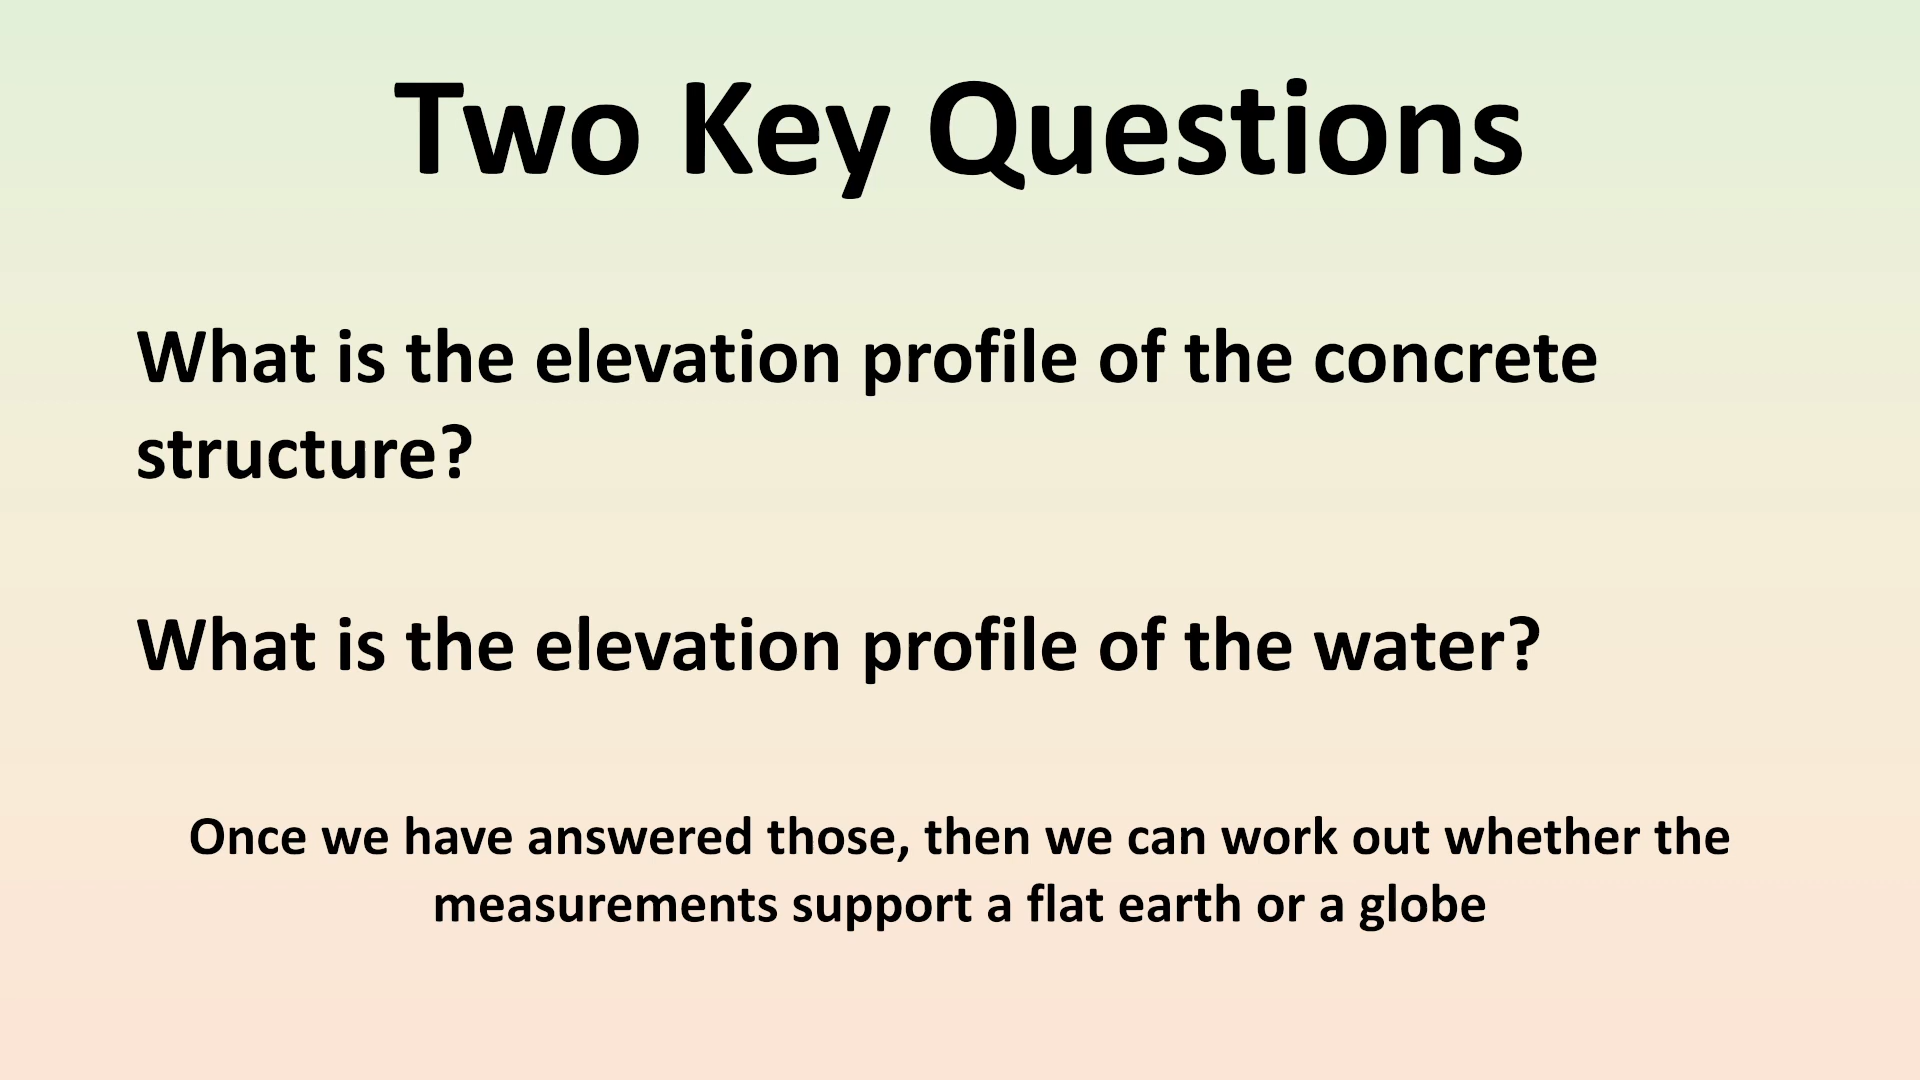 Two Key Questions
What is the elevation profile of the concrete
structure?
What is the elevation profile of the water?
Once we have answered those, then we can work out whether the
measurements support a flat earth or a globe